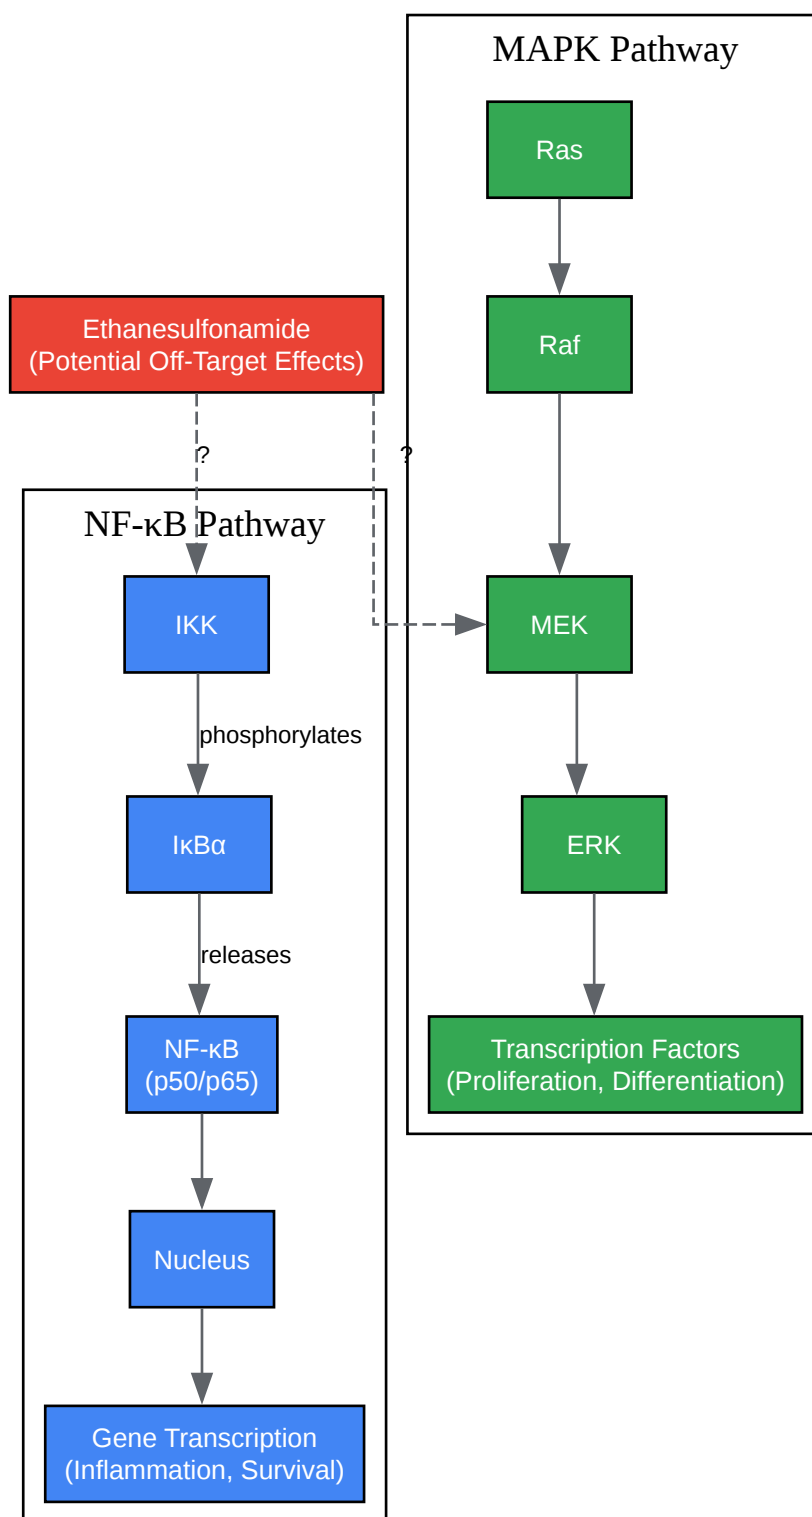 MAPK Pathway
Ras
Ethanesulfonamide
(Potential Off-Target Effects)
Raf
?
?
NF-κB Pathway
IKK
MEK
phosphorylates
IκBα
ERK
releases
NF-κB
(p50/p65)
Transcription Factors
(Proliferation, Differentiation)
Nucleus
Gene Transcription
(Inflammation, Survival)